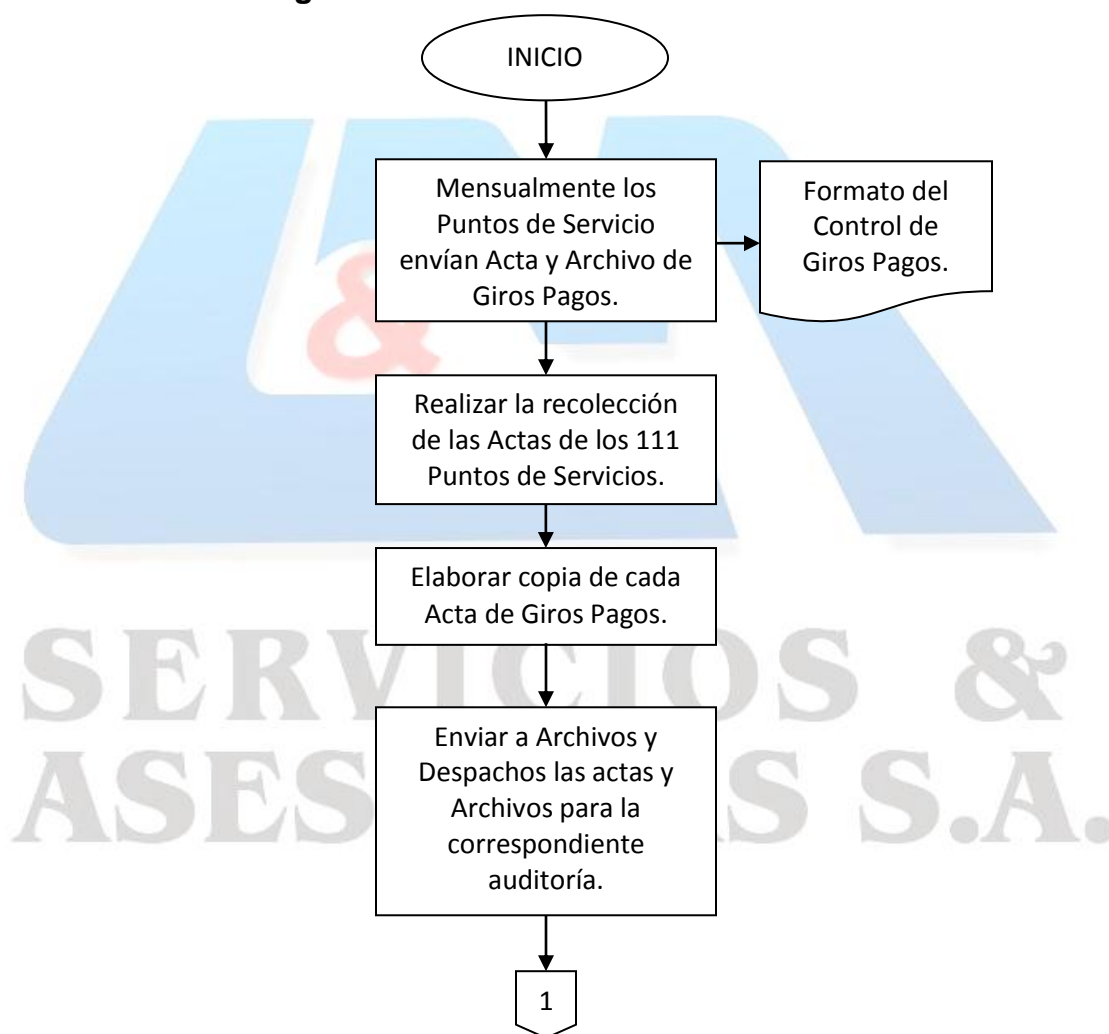 INICIO
Mensualmente los
Puntos de Servicio
envían Acta y Archivo de
Giros Pagos.
Formato del
Control de
Giros Pagos.
Realizar la recolección
de las Actas de los 111
Puntos de Servicios.
Elaborar copia de cada
Acta de Giros Pagos.
Enviar a Archivos y
Despachos las actas y
Archivos para la
correspondiente
auditoría.
1
L&R
SERVICIOS &
ASES AS S.A.